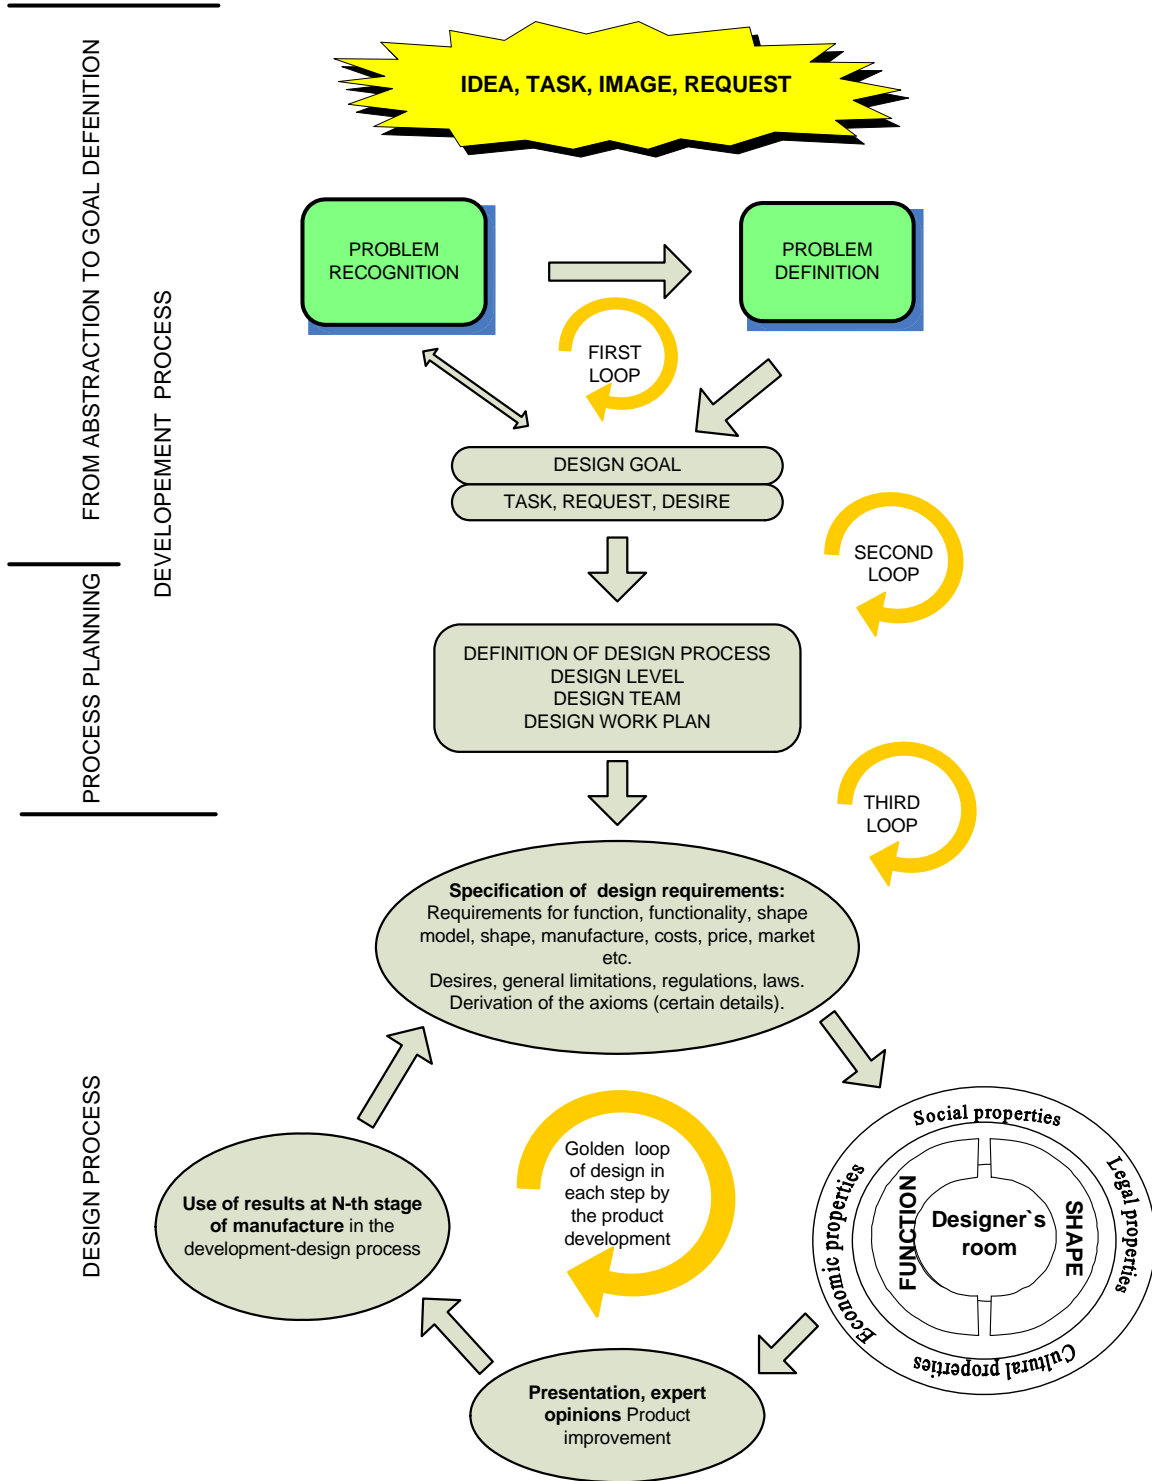 IDEA, TASK, IMAGE, REQUEST
FROM ABSTRACTION TO GOAL DEFENITION
DEVELOPEMENT PROCESS
PROBLEM
RECOGNITION
PROBLEM
DEFINITION
FIRST
LOOP
DESIGN GOAL
TASK, REQUEST, DESIRE
SECOND
LOOP
PROCESS PLANNING
DEFINITION OF DESIGN PROCESS
DESIGN LEVEL
DESIGN TEAM
DESIGN WORK PLAN
THIRD
LOOP
Specification of design requirements:
Requirements for function, functionality, shape
model, shape, manufacture, costs, price, market
etc.
Desires, general limitations, regulations, laws.
Derivation of the axioms (certain details).
DESIGN PROCESS
Golden loop
of design in
each step by
the product
development
Use of results at N-th stage
of manufacture in the
development-design process
Social properties
Legal properties
Cultural properties
Economic properties
FUNCTION
SHAPE
Designer`s
room
Presentation, expert
opinions Product
improvement